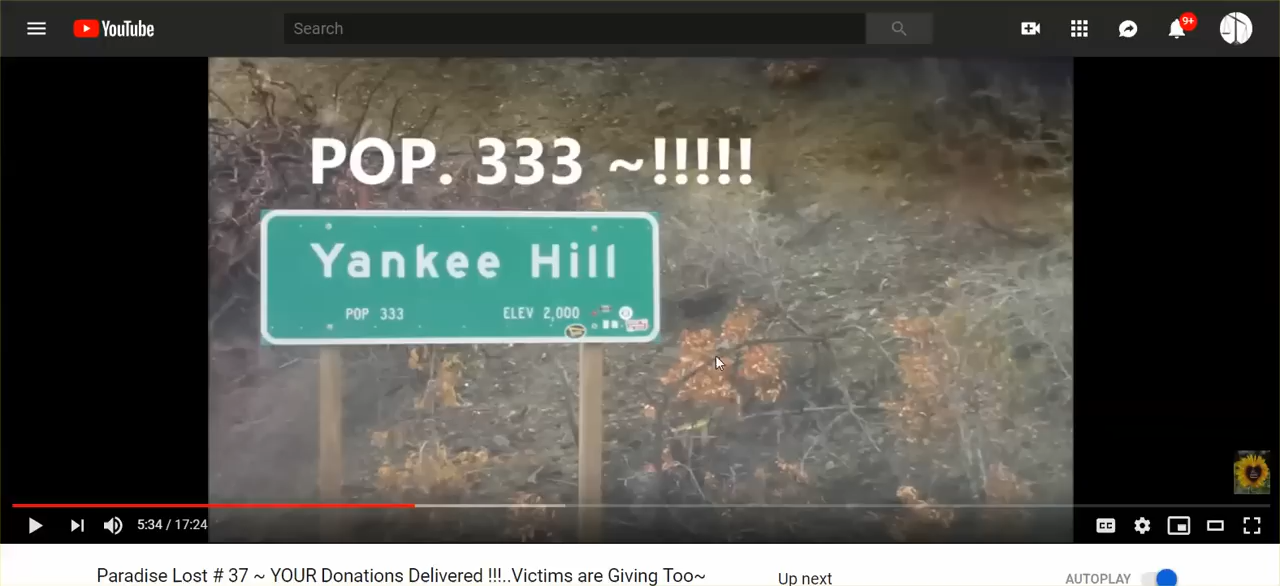 YouTube
Search
9+
POP. 333 ~!!!!!
Yankee Hill
POP 333
ELEV 2,000
CC
5:34 / 17:24
Paradise Lost # 37 ~ YOUR Donations Delivered !!!..Victims are Giving Too~
Up next
AUTOPLAY